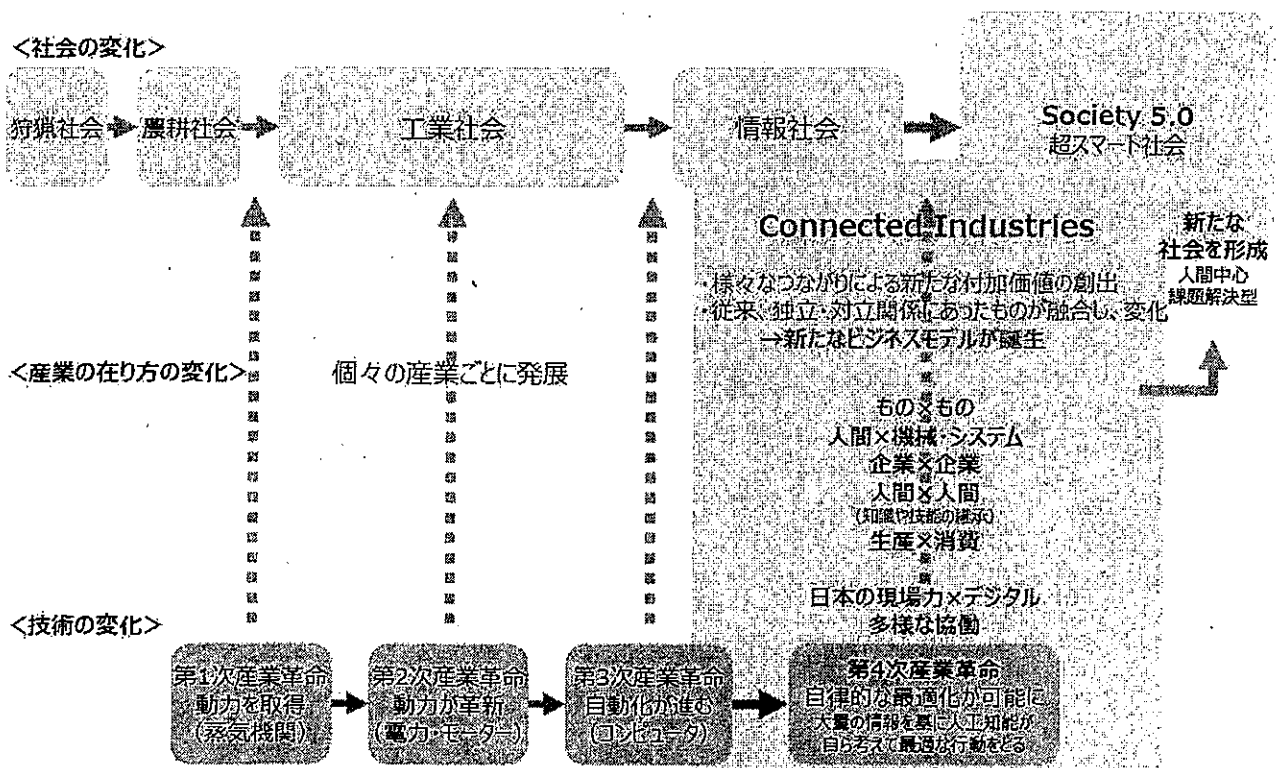 <社会の変化>
狩猟社会
農耕社会
工業社会
情報社会
Society 5.0
超スマート社会
Connected Industries
・様々なつながりによる新たな付加価値の創出
・従来、独立・対立関係にあったものが融合し、変化
→新たなビジネスモデルが誕生
新たな
社会を形成
人間中心
課題解決型
<産業の在り方の変化>
個々の産業ごとに発展
もの×もの
人間×機械・システム
企業×企業
人間×人間
(知識や技能の継承)
生産×消費
日本の現場力×デジタル
多様な協働
<技術の変化>
第1次産業革命
動力を取得
(蒸気機関)
第2次産業革命
動力が革新
(電力・モーター)
第3次産業革命
自動化が進む
(コンピュータ)
第4次産業革命
自律的な最適化が可能に
大量の情報を基に人工知能が
自ら考えて最適な行動をとる